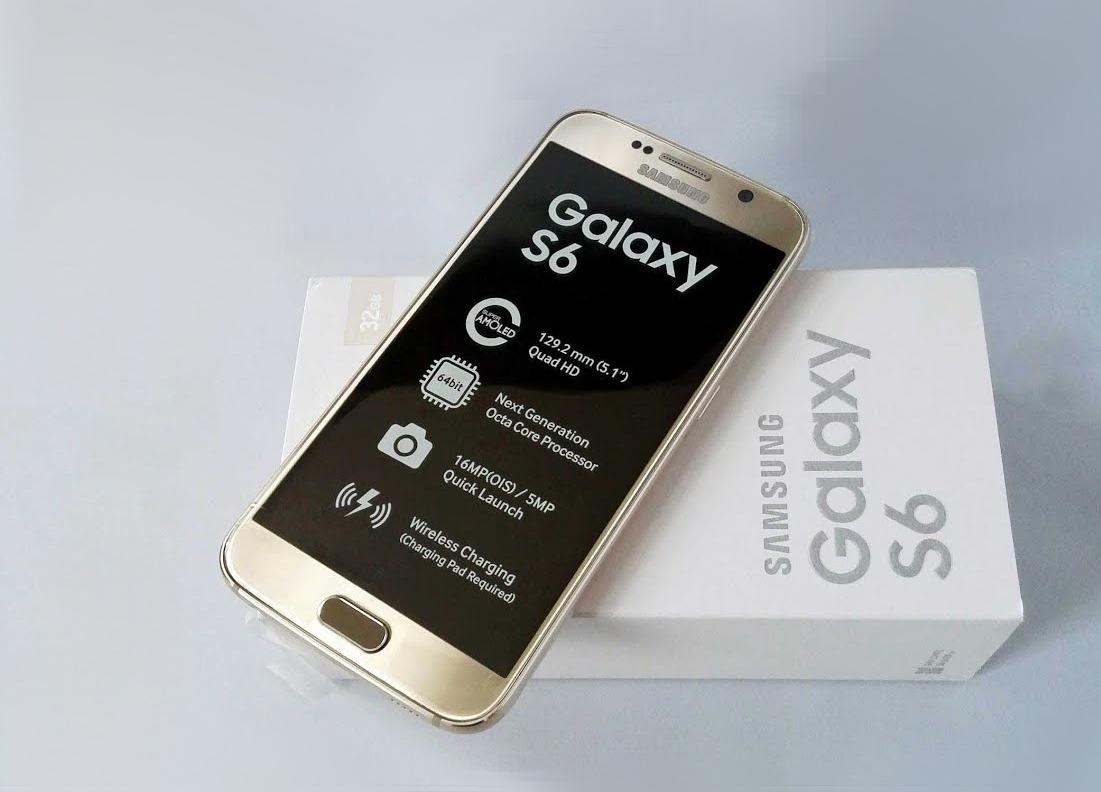 SAMSUNG
Galaxy
S6
SUPER
AMOLED
129.2 mm (5.1")
Quad HD
64bit
Next Generation
Octa Core Processor
16MP(OIS) / 5MP
Quick Launch
Wireless Charging
(Charging Pad Required)
32GB
SAMSUNG
Galaxy
S6